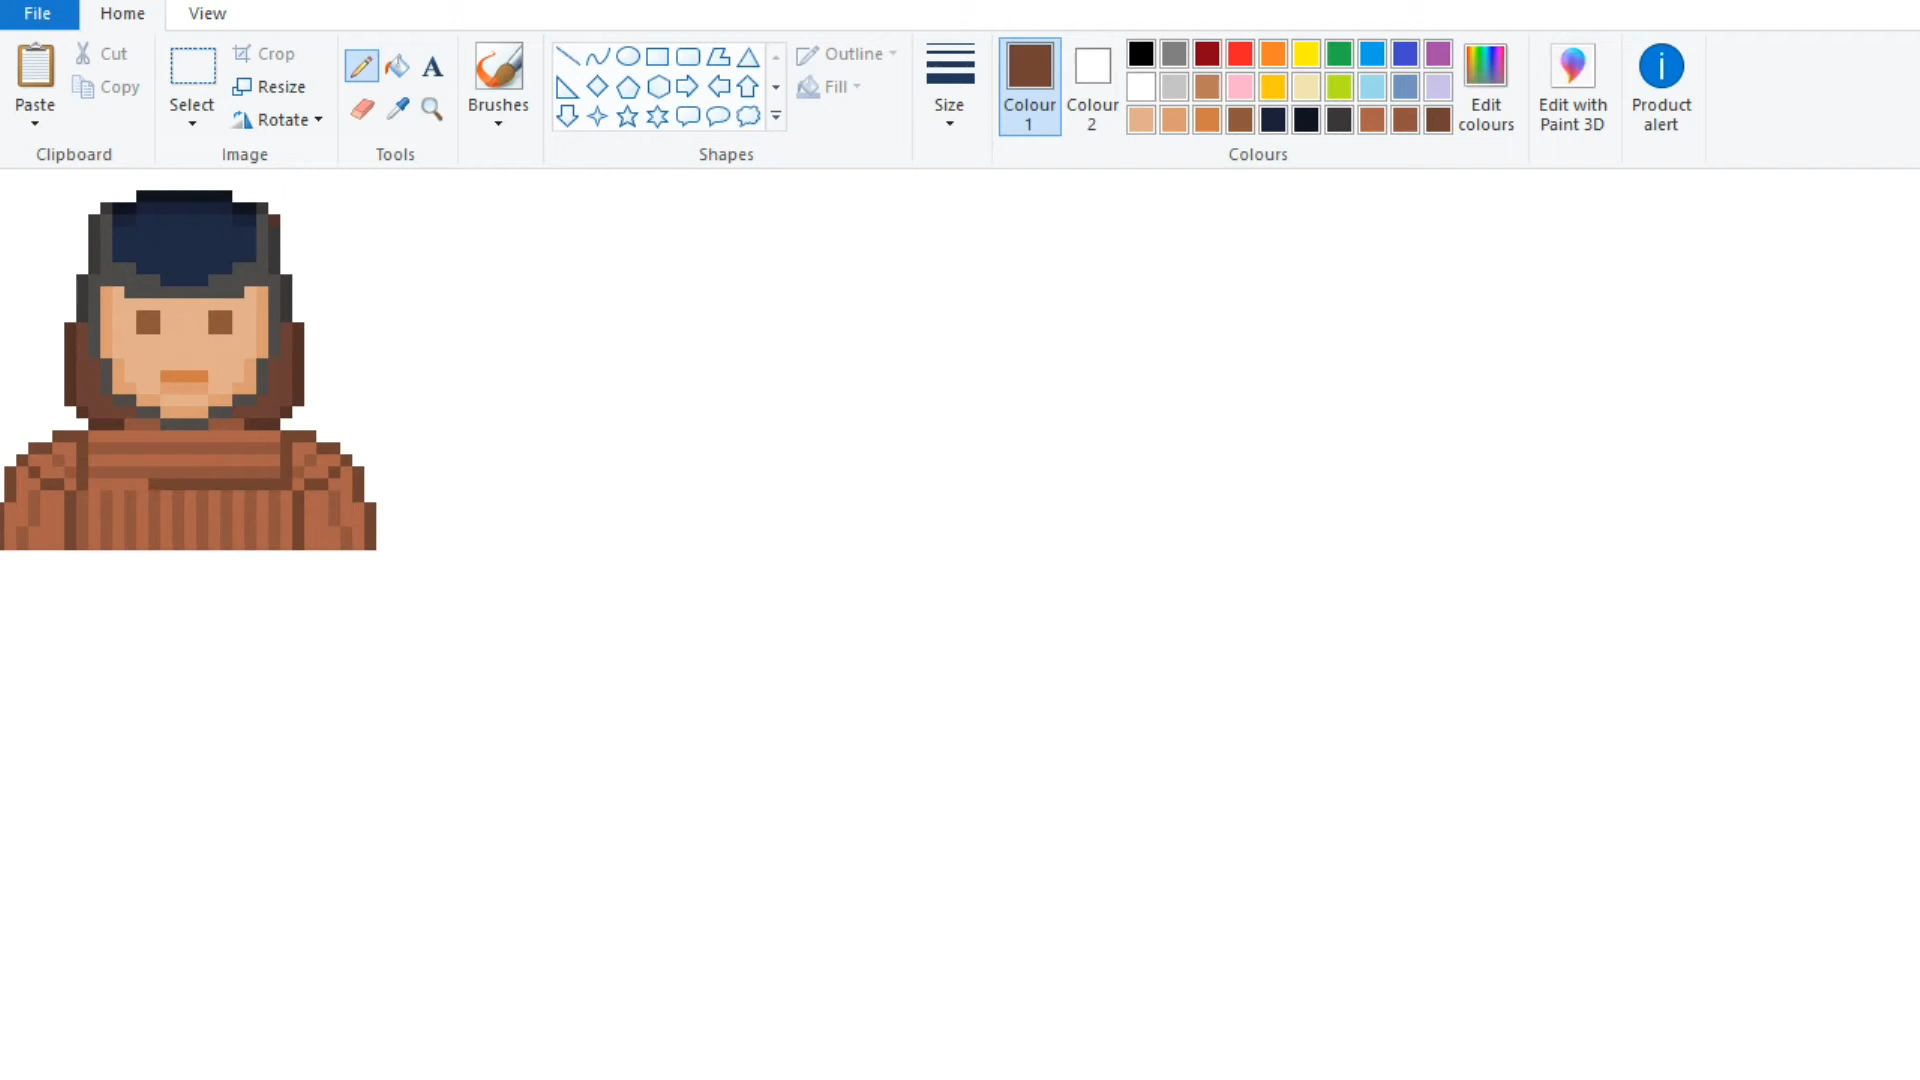 File Home View
Paste
Cut
Copy
Clipboard
Select
Crop
Resize
Rotate
Image
A
Tools
Brushes
Shapes
Outline
Fill
Size
Colour
1
Colour
2
Colours
Edit
colours
Edit with
Paint 3D
Product
alert